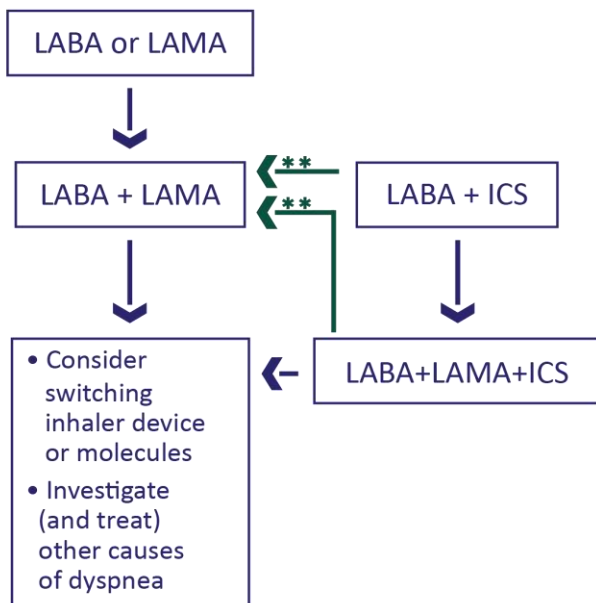 LABA or LAMA
**
LABA + LAMA
**
LABA + ICS
• Consider
switching
inhaler device
or molecules
• Investigate
(and treat)
other causes
of dyspnea
LABA+LAMA+ICS